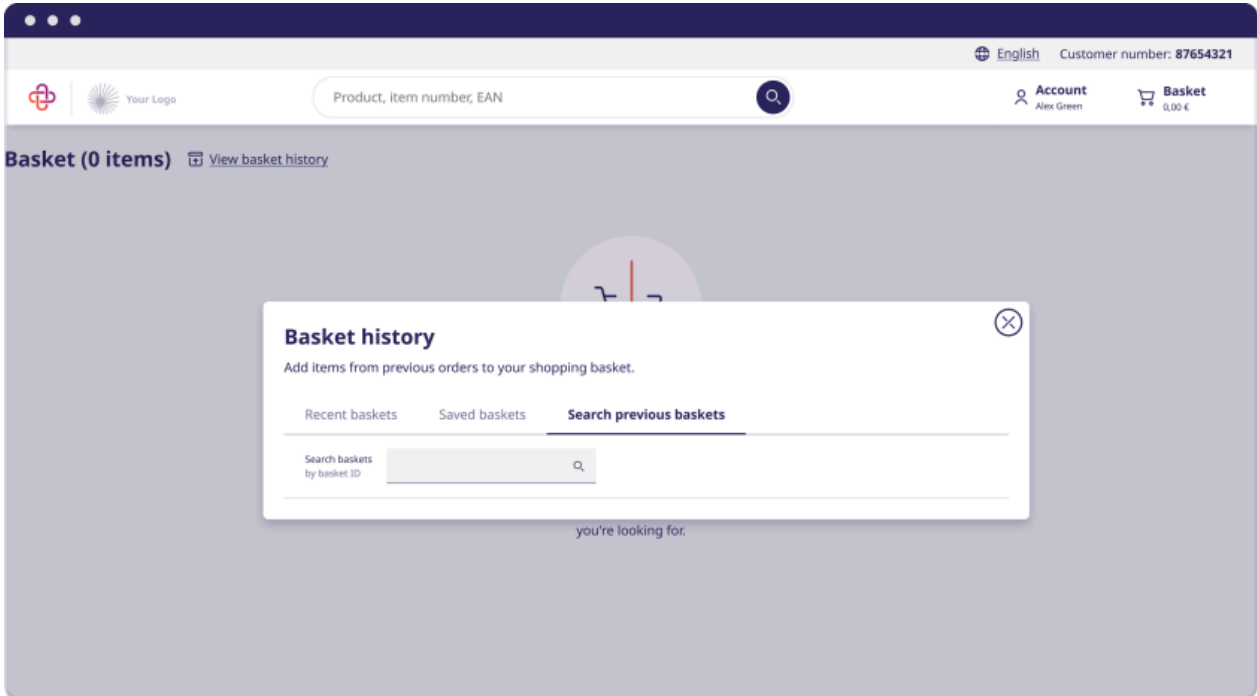 English Customer number: 87654321
Your Logo
Product, item number, EAN
Account
Alex Green
Basket
0,00 €
Basket (0 items) View basket history
Basket history
Add items from previous orders to your shopping basket.
Recent baskets Saved baskets Search previous baskets
Search baskets
by basket ID
you're looking for.